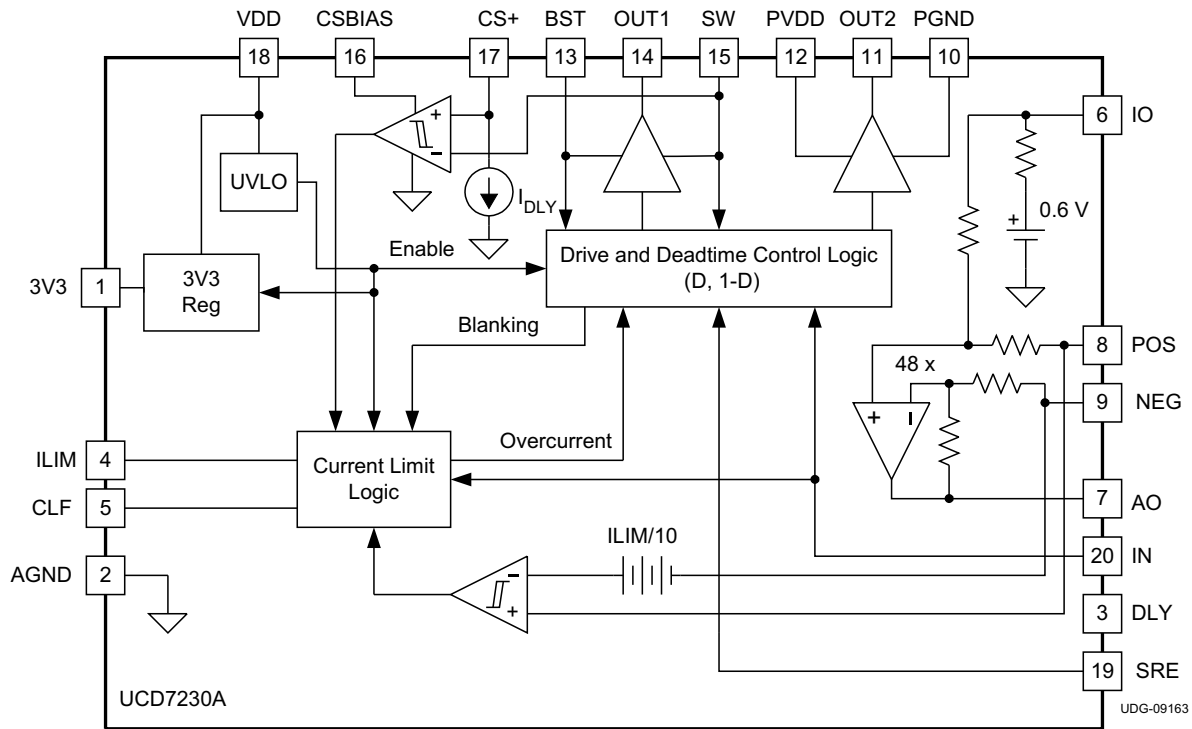 VDD CSBIAS CS+ BST OUT1 SW PVDD OUT2 PGND
18 16 17 13 14 15 12 11 10
6 IO
+
−
UVLO
IDLY
+ 0.6 V
Enable
Drive and Deadtime Control Logic
(D, 1-D)
3V3 1
3V3
Reg
Blanking
8 POS
48 x
9 NEG
+ −
Overcurrent
ILIM 4
Current Limit
Logic
CLF 5
7 AO
ILIM/10
20 IN
AGND 2
−
+
3 DLY
19 SRE
UCD7230A
UDG-09163